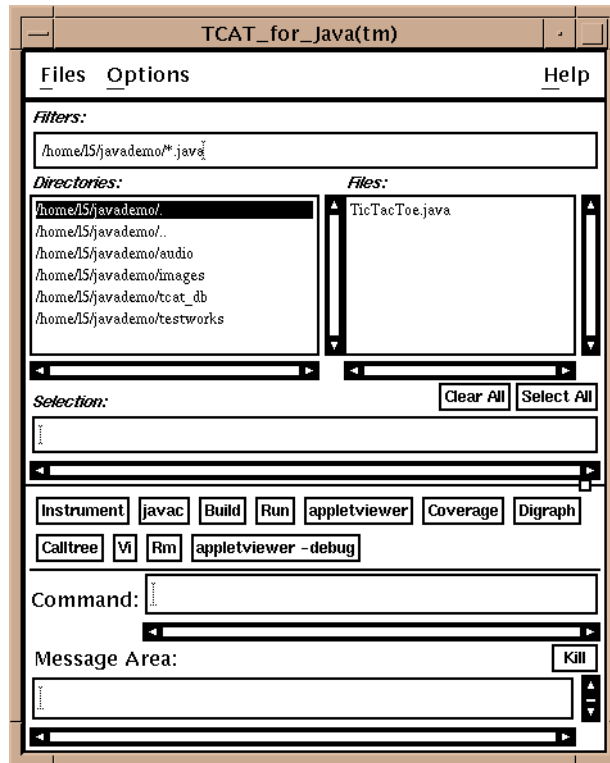 TCAT_for_Java(tm)
Files Options Help
Filters:
/home/l5/javademo/*.java
Directories: Files:
/home/l5/javademo/. TicTacToe.java
/home/l5/javademo/..
/home/l5/javademo/audio
/home/l5/javademo/images
/home/l5/javademo/tcat_db
/home/l5/javademo/testworks
Clear All Select All
Selection:
Instrument javac Build Run appletviewer Coverage Digraph
Calltree Vi Rm appletviewer -debug
Command:
Message Area: Kill